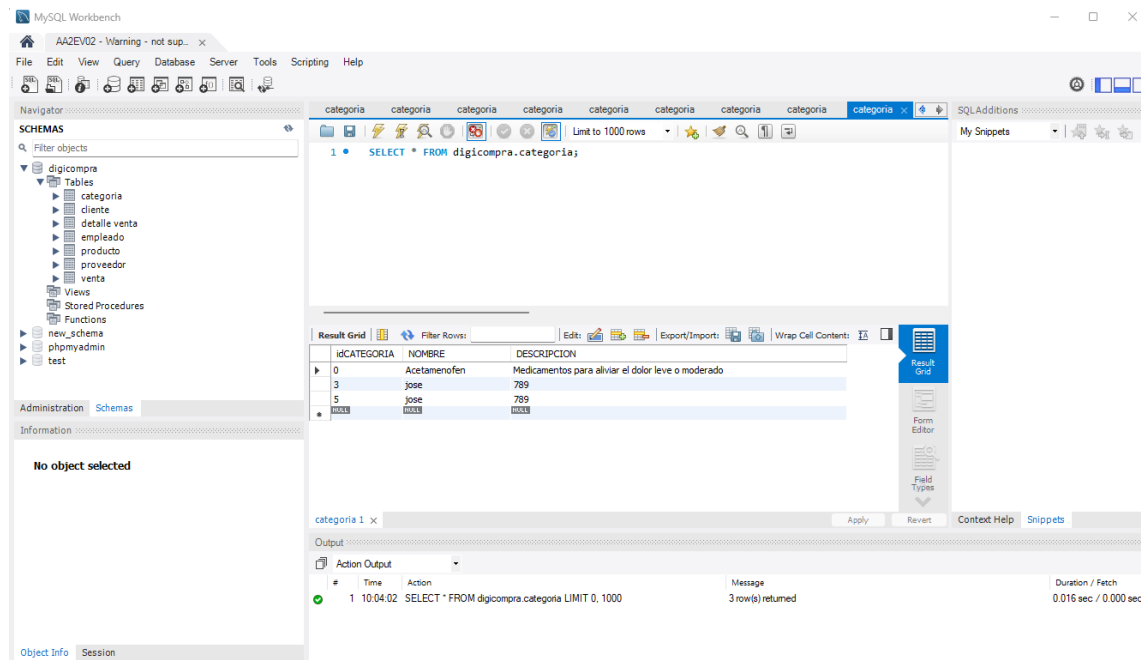 MySQL Workbench
AA2EV02 - Warning - not sup...
File Edit View Query Database Server Tools Scripting Help
Navigator
SCHEMAS
Filter objects
digicompra
Tables
categoria
cliente
detalle venta
empleado
producto
proveedor
venta
Views
Stored Procedures
Functions
new_schema
phpmyadmin
test
Administration Schemas
Information
No object selected
Object Info Session
categoria categoria categoria categoria categoria categoria categoria categoria categoria
Limit to 1000 rows
1 SELECT * FROM digicompra.categoria;
Result Grid Filter Rows: Edit: Export/Import: Wrap Cell Content:
idCATEGORIA NOMBRE DESCRIPCION
0 Acetamenofen Medicamentos para aliviar el dolor leve o moderado
3 jose 789
5 jose 789
NULL NULL NULL
Result
Grid
Form
Editor
Field
Types
categoria 1 Apply Revert
SQLAdditions
My Snippets
Context Help Snippets
Output
Action Output
# Time Action Message Duration / Fetch
1 10:04:02 SELECT * FROM digicompra.categoria LIMIT 0, 1000 3 row(s) returned 0.016 sec / 0.000 sec